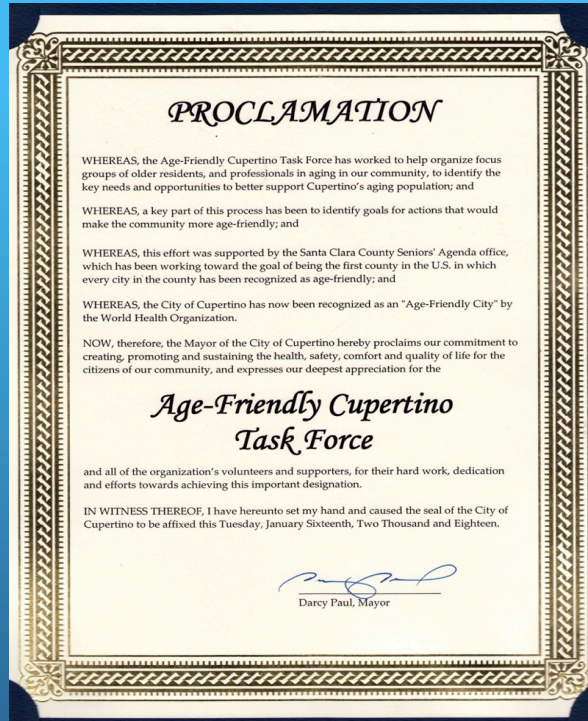 PROCLAMATION
WHEREAS, the Age-Friendly Cupertino Task Force has worked to help organize focus
groups of older residents, and professionals in aging in our community, to identify the
key needs and opportunities to better support Cupertino's aging population; and
WHEREAS, a key part of this process has been to identify goals for actions that would
make the community more age-friendly; and
WHEREAS, this effort was supported by the Santa Clara County Seniors' Agenda office,
which has been working toward the goal of being the first county in the U.S. in which
every city in the county has been recognized as age-friendly; and
WHEREAS, the City of Cupertino has now been recognized as an "Age-Friendly City" by
the World Health Organization.
NOW, therefore, the Mayor of the City of Cupertino hereby proclaims our commitment to
creating, promoting and sustaining the health, safety, comfort and quality of life for the
citizens of our community, and expresses our deepest appreciation for the
Age-Friendly Cupertino
Task Force
and all of the organization's volunteers and supporters, for their hard work, dedication
and efforts towards achieving this important designation.
IN WITNESS THEREOF, I have hereunto set my hand and caused the seal of the City of
Cupertino to be affixed this Tuesday, January Sixteenth, Two Thousand and Eighteen.
Darcy Paul, Mayor